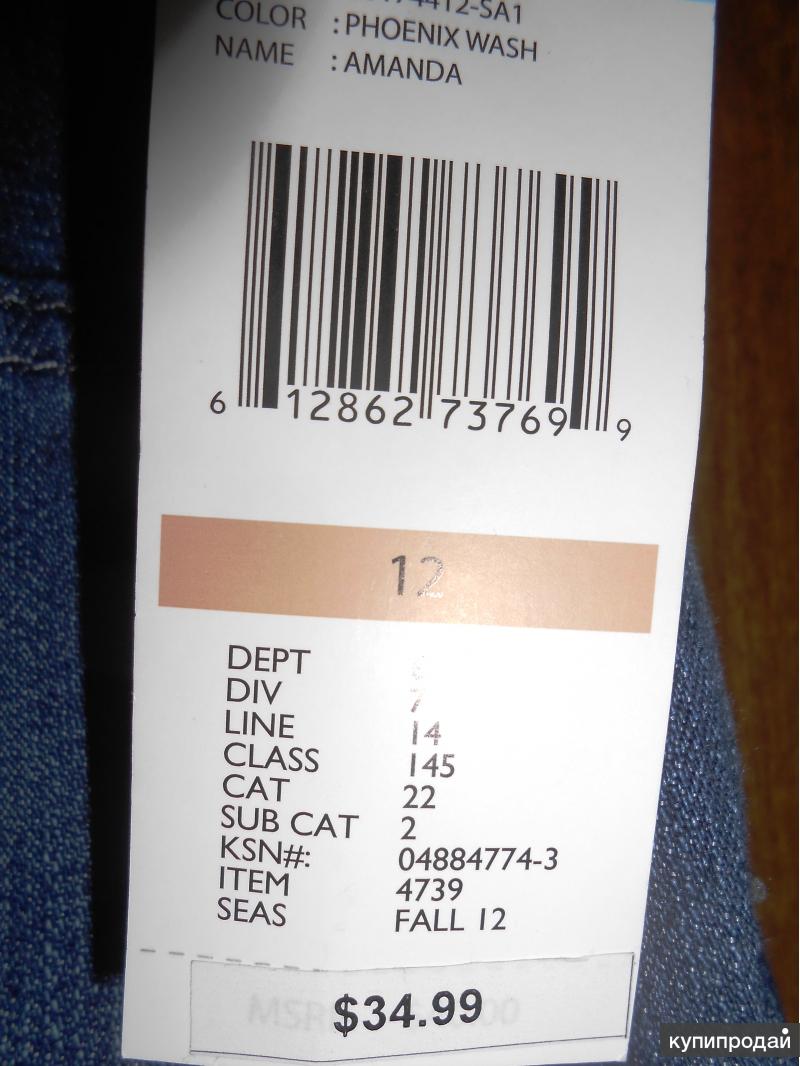 COLOR : PHOENIX WASH
NAME : AMANDA
6 12862 73769 9
12
DEPT
DIV 7
LINE 14
CLASS 145
CAT 22
SUB CAT 2
KSN#: 04884774-3
ITEM 4739
SEAS FALL 12
$34.99
купипродай